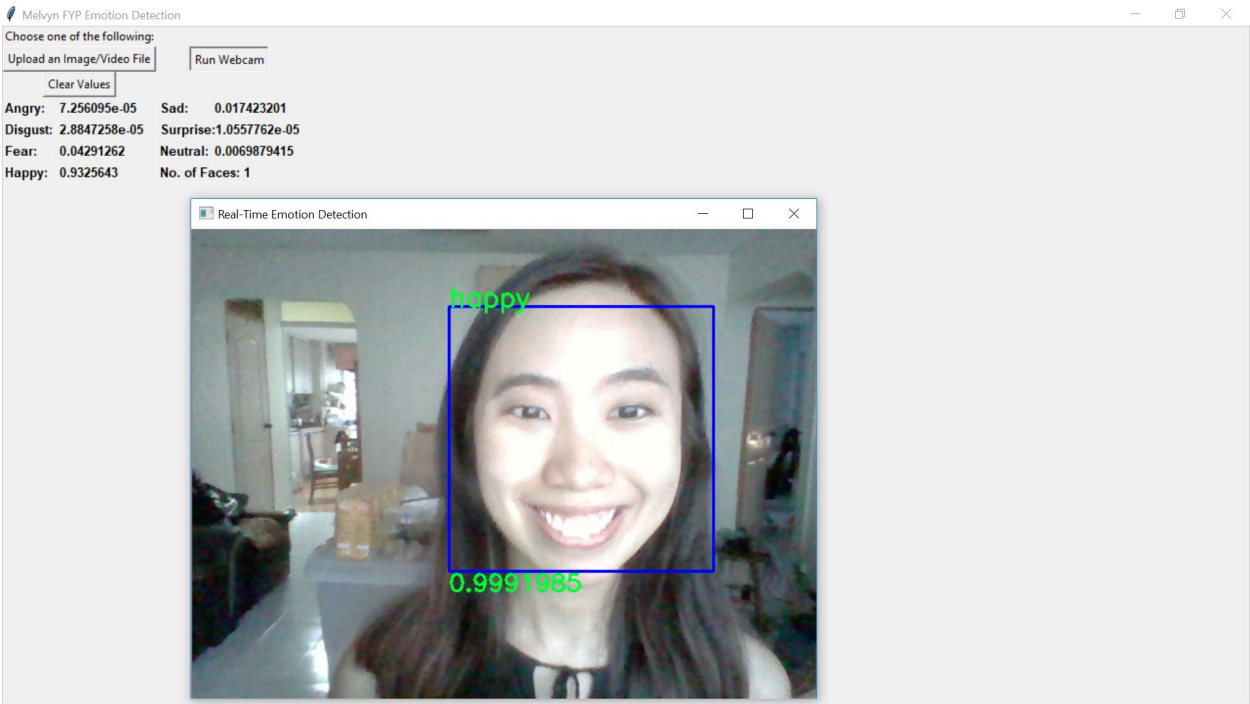 Melvyn FYP Emotion Detection
Choose one of the following:
Upload an Image/Video File Run Webcam
Clear Values
Angry: 7.256095e-05 Sad: 0.017423201
Disgust: 2.8847258e-05 Surprise:1.0557762e-05
Fear: 0.04291262 Neutral: 0.0069879415
Happy: 0.9325643 No. of Faces: 1
Real-Time Emotion Detection
happy
0.9991985